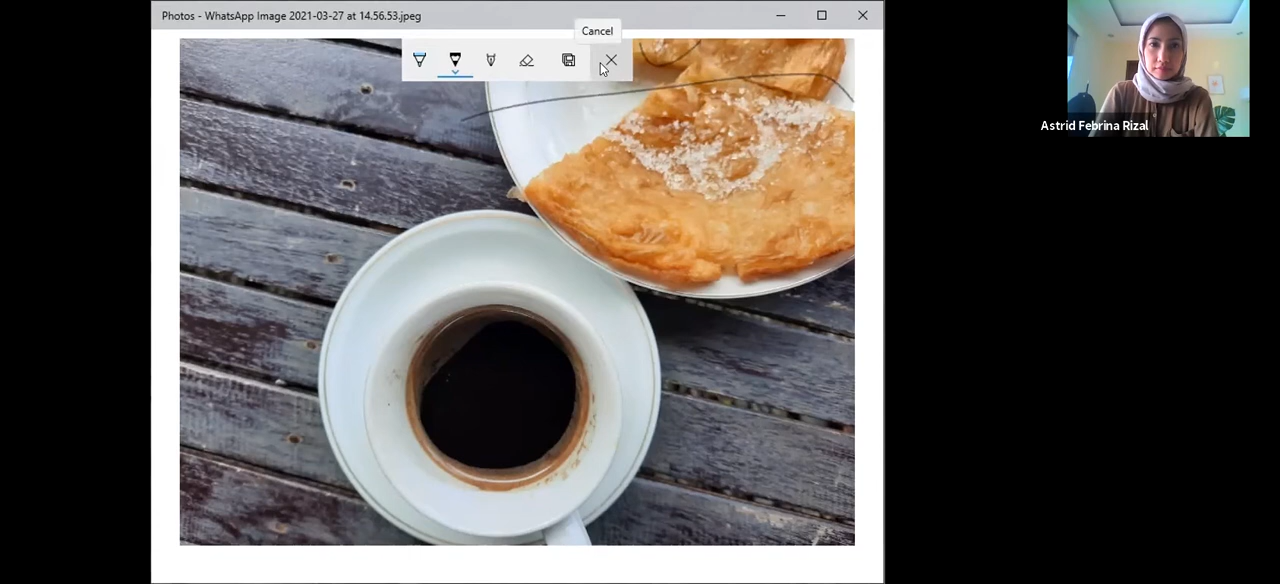 Photos - WhatsApp Image 2021-03-27 at 14.56.53.jpeg
Cancel
Astrid Febrina Rizal